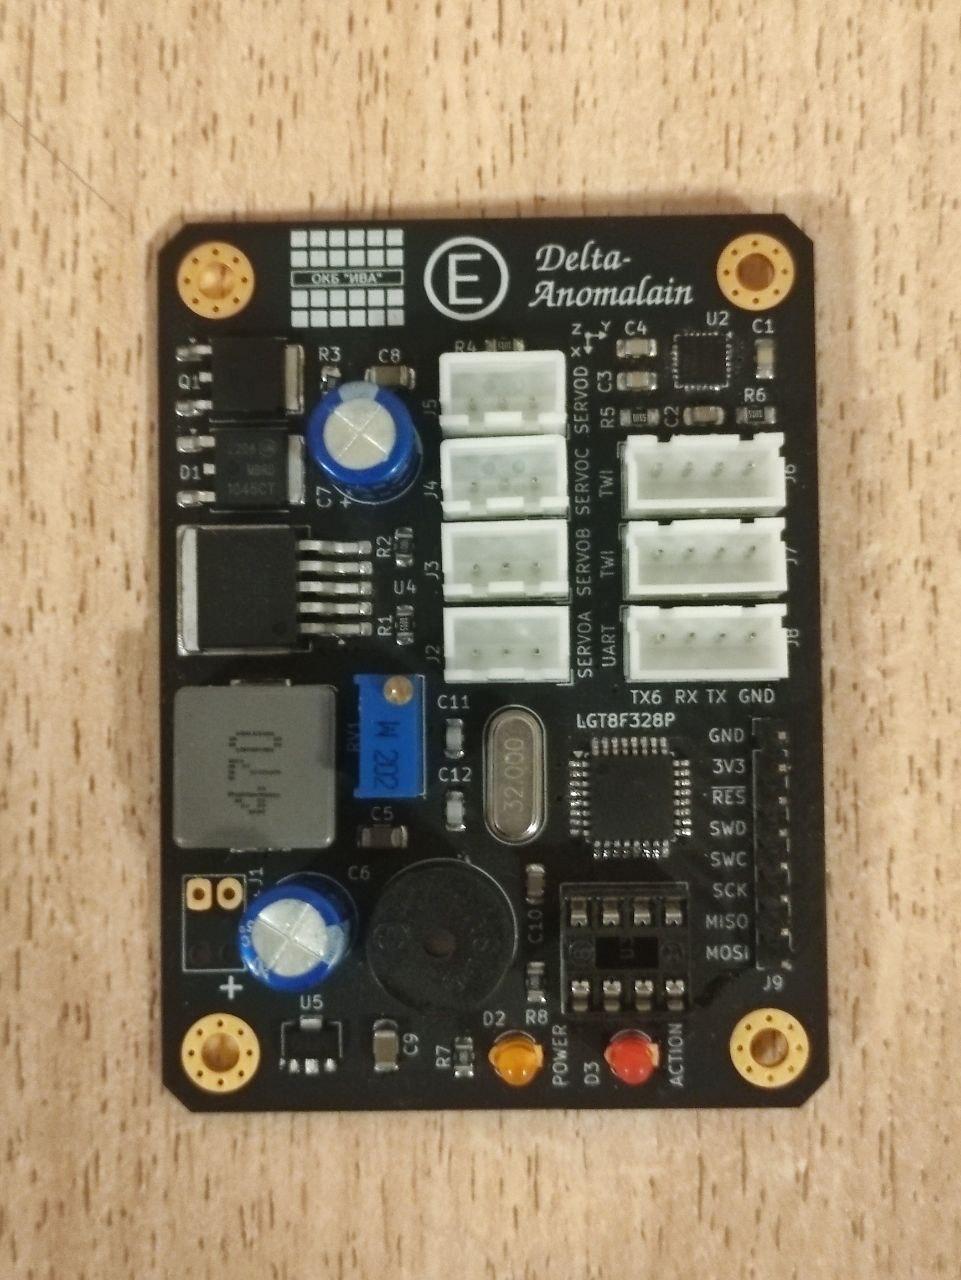 ОКБ "ИВА"
E
Delta-
Anomalain
Z Y
X
C4
U2
C1
R4
R3
C8
Q1
C3
R6
J5
SERVOD
R5
C2
D1
MBRD
1045CT
C7
+
J4
SERVOC
TWI
J6
R2
U4
J3
SERVOB
TWI
J7
R1
J2
SERVOA
UART
J8
TX6 RX TX GND
RV1
W 202
C11
LGT8F328P
GND
3V3
RES
SWD
SWC
SCK
MISO
MOSI
J9
C12
32.000
C5
J1
C6
C10
+
U5
C9
R7
D2
R8
POWER
D3
ACTION